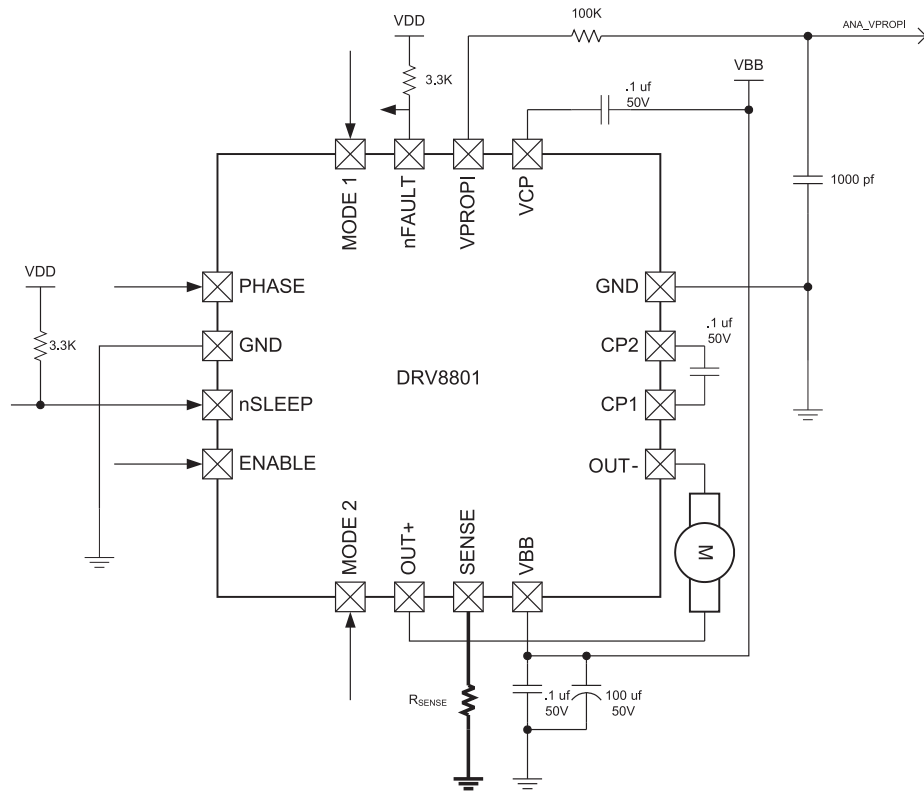 100K
ANA_VPROPI
VDD
3.3K
VBB
.1 uf
50V
1000 pf
MODE 1
nFAULT
VPROPI
VCP
VDD
3.3K
PHASE
GND
nSLEEP
ENABLE
DRV8801
GND
CP2
CP1
OUT-
.1 uf
50V
M
MODE 2
OUT+
SENSE
VBB
RSENSE
.1 uf
50V
100 uf
50V